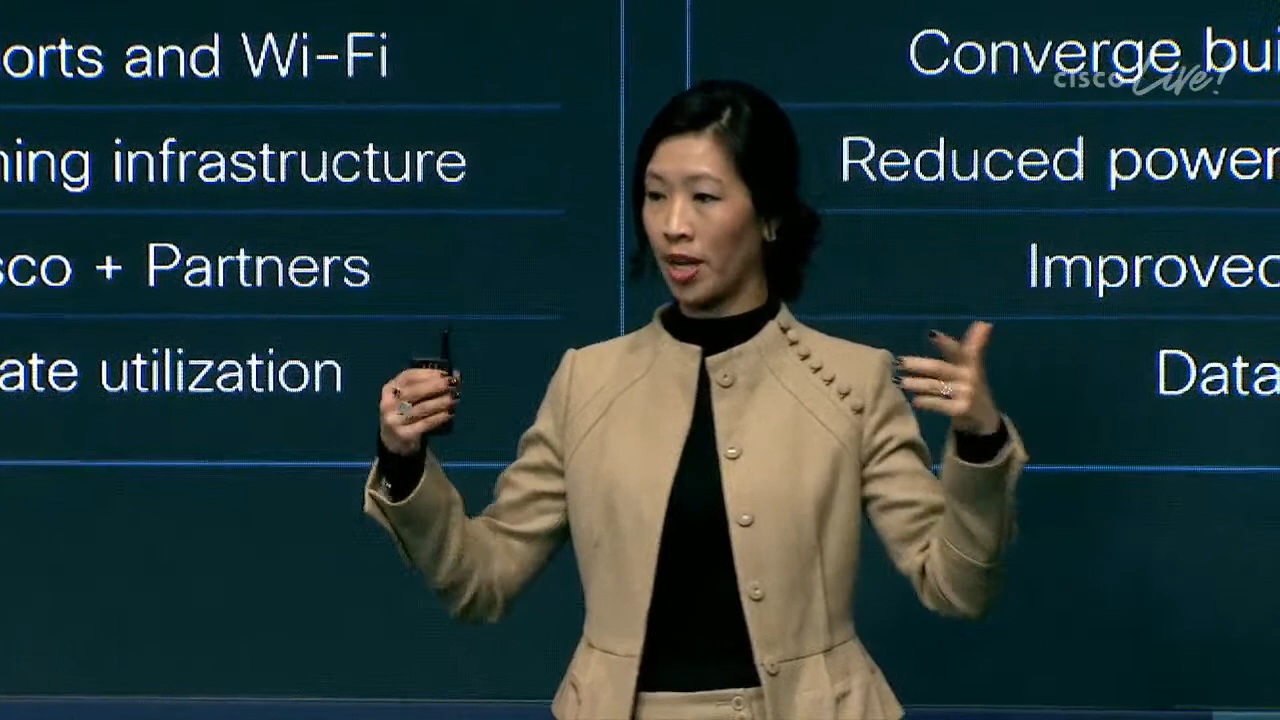 orts and Wi-Fi
ning infrastructure
sco + Partners
ate utilization
Converge bui
cisco Live!
Reduced power
Improved
Data